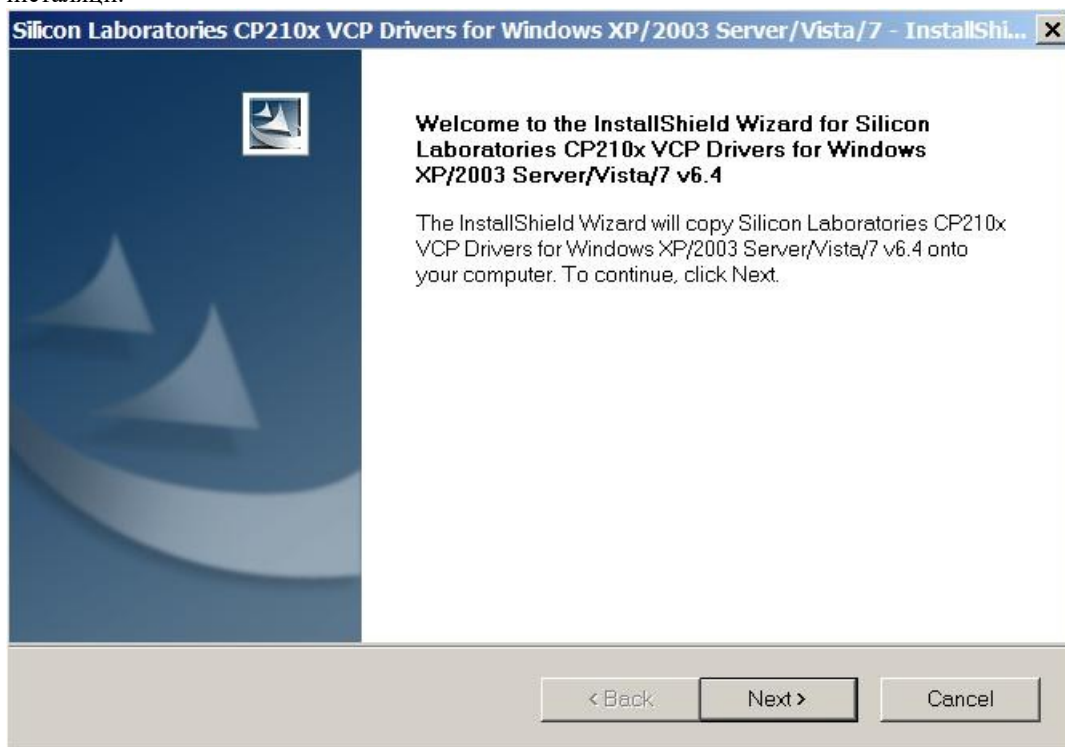 Silicon Laboratories CP210x VCP Drivers for Windows XP/2003 Server/Vista/7 - InstallShi...
Welcome to the InstallShield Wizard for Silicon
Laboratories CP210x VCP Drivers for Windows
XP/2003 Server/Vista/7 v6.4
The InstallShield Wizard will copy Silicon Laboratories CP210x
VCP Drivers for Windows XP/2003 Server/Vista/7 v6.4 onto
your computer. To continue, click Next.
< Back
Next >
Cancel